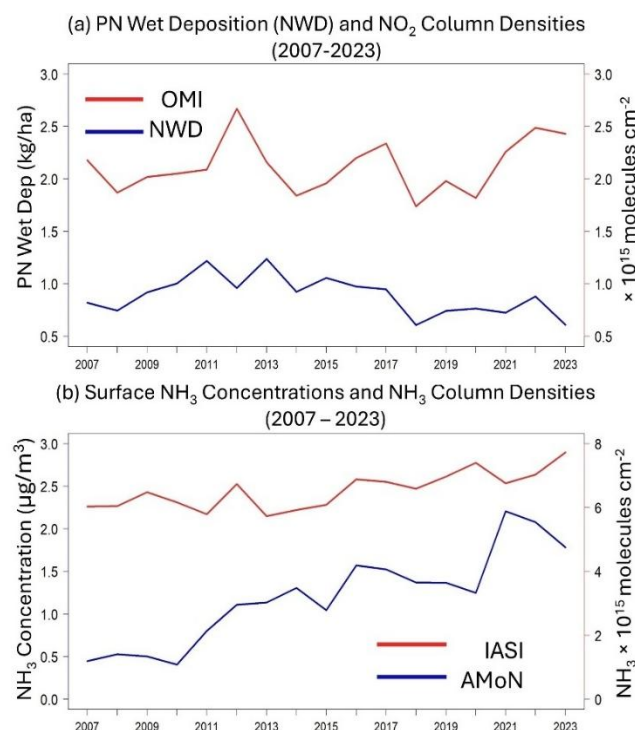 (a) PN Wet Deposition (NWD) and NO₂ Column Densities
(2007-2023)
OMI
NWD
PN Wet Dep (kg/ha)
3.0
2.5
2.0
1.5
1.0
0.5
3.0
2.5
2.0
1.5
1.0
0.5
× 10¹⁵ molecules cm⁻²
2007 2009 2011 2013 2015 2017 2019 2021 2023
(b) Surface NH₃ Concentrations and NH₃ Column Densities
(2007 – 2023)
NH₃ Concentration (µg/m³)
3.0
2.5
2.0
1.5
1.0
0.5
0.0
8
6
4
2
0
NH₃ × 10¹⁵ molecules cm⁻²
IASI
AMoN
2007 2009 2011 2013 2015 2017 2019 2021 2023